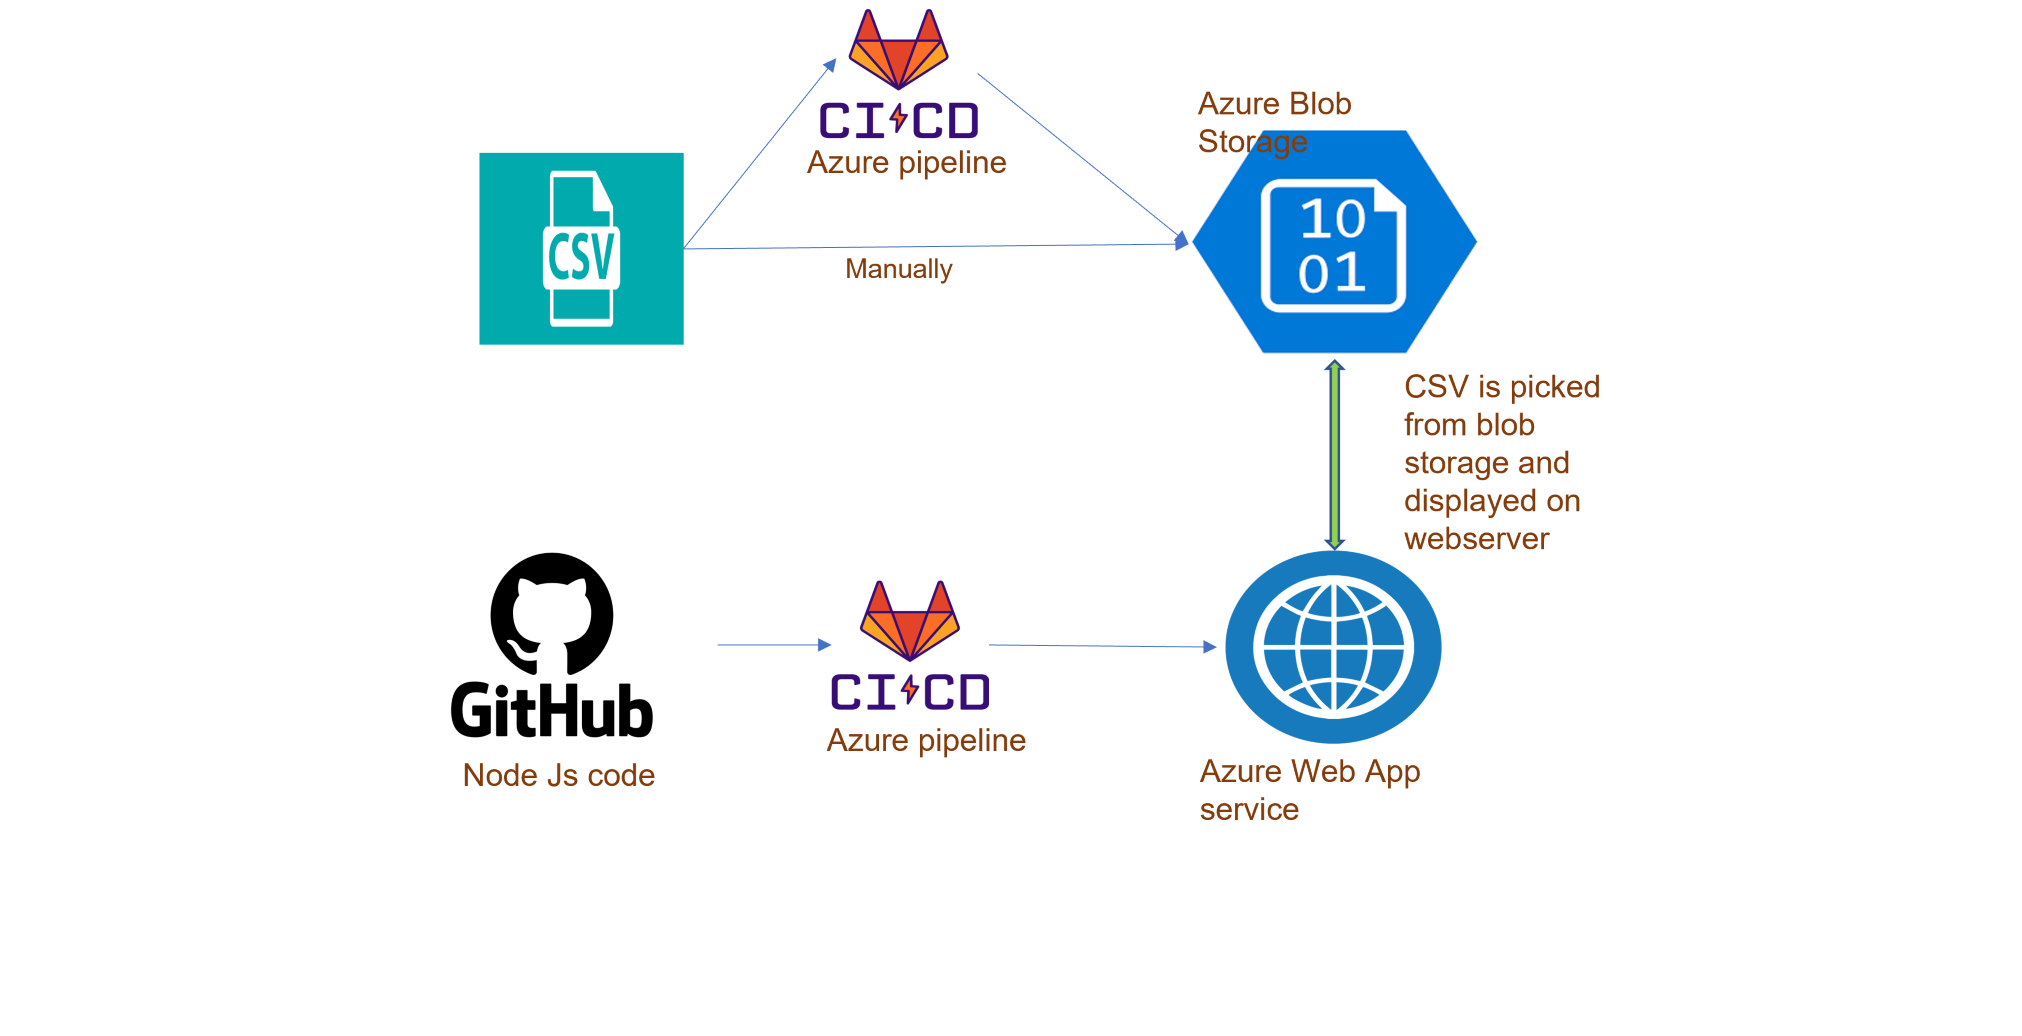 CI CD
Azure pipeline
Azure Blob
Storage
CSV
10
01
Manually
CSV is picked
from blob
storage and
displayed on
webserver
GitHub
Node Js code
CI CD
Azure pipeline
Azure Web App
service